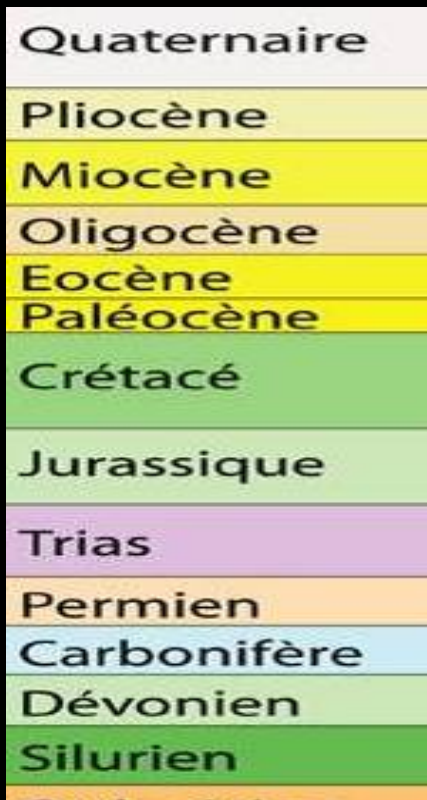 Quaternaire
Pliocène
Miocène
Oligocène
Eocène
Paléocène
Crétacé
Jurassique
Trias
Permien
Carbonifère
Dévonien
Silurien